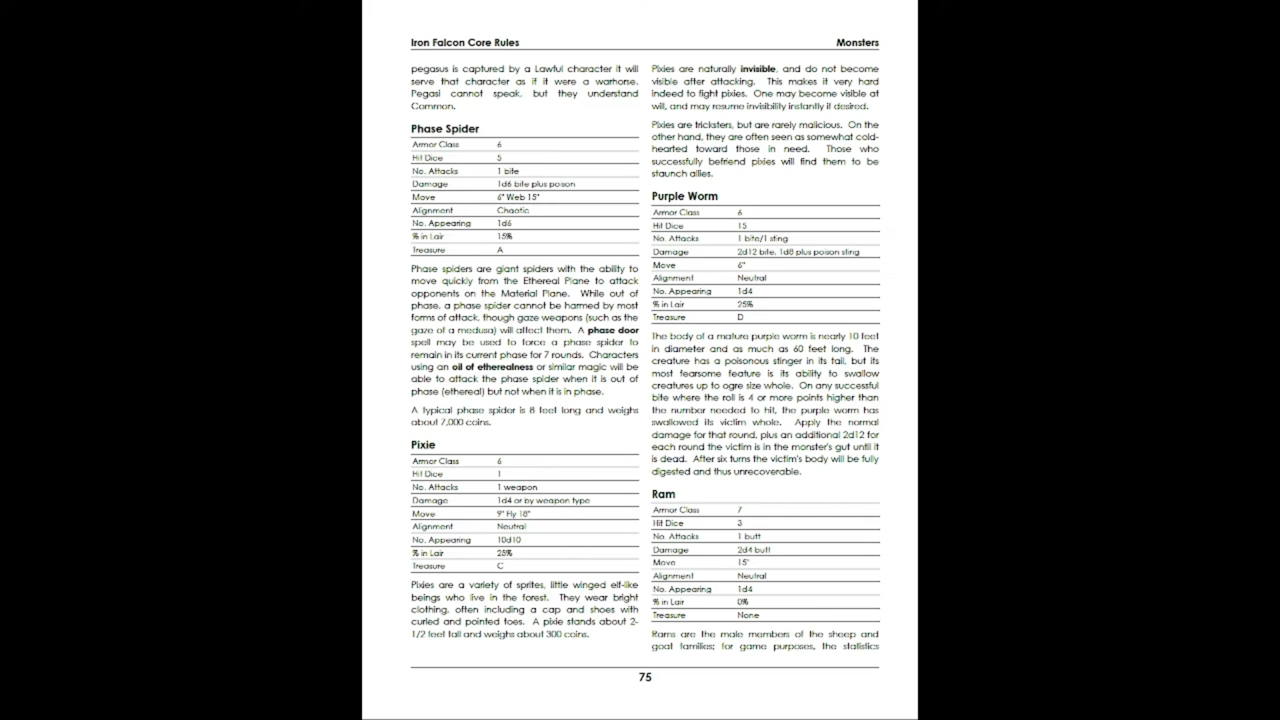 Iron Falcon Core Rules
Monsters
pegasus is captured by a Lawful character it will
serve that character as if it were a warhorse.
Pegasi cannot speak, but they understand
Common.
Phase Spider
Armor Class 6
Hit Dice 5
No. Attacks 1 bite
Damage 1d6 bite plus poison
Move 6" Web 15"
Alignment Chaotic
No. Appearing 1d6
% in Lair 15%
Treasure A
Phase spiders are giant spiders with the ability to
move quickly from the Ethereal Plane to attack
opponents on the Material Plane. While out of
phase, a phase spider cannot be harmed by most
forms of attack, though gaze weapons (such as the
gaze of a medusa) will affect them. A phase door
spell may be used to force a phase spider to
remain in its current phase for 7 rounds. Characters
using an oil of etherealness or similar magic will be
able to attack the phase spider when it is out of
phase (ethereal) but not when it is in phase.
A typical phase spider is 8 feet long and weighs
about 7,000 coins.
Pixie
Armor Class 6
Hit Dice 1
No. Attacks 1 weapon
Damage 1d4 or by weapon type
Move 9" Fly 18"
Alignment Neutral
No. Appearing 10d10
% in Lair 25%
Treasure C
Pixies are a variety of sprites, little winged elf-like
beings who live in the forest. They wear bright
clothing, often including a cap and shoes with
curled and pointed toes. A pixie stands about 2-
1/2 feet tall and weighs about 300 coins.
Pixies are naturally invisible, and do not become
visible after attacking. This makes it very hard
indeed to fight pixies. One may become visible at
will, and may resume invisibility instantly if desired.
Pixies are tricksters, but are rarely malicious. On the
other hand, they are often seen as somewhat cold-
hearted toward those in need. Those who
successfully befriend pixies will find them to be
staunch allies.
Purple Worm
Armor Class 6
Hit Dice 15
No. Attacks 1 bite/1 sting
Damage 2d12 bite, 1d8 plus poison sting
Move 6"
Alignment Neutral
No. Appearing 1d4
% in Lair 25%
Treasure D
The body of a mature purple worm is nearly 10 feet
in diameter and as much as 60 feet long. The
creature has a poisonous stinger in its tail, but its
most fearsome feature is its ability to swallow
creatures up to ogre size whole. On any successful
bite where the roll is 4 or more points higher than
the number needed to hit, the purple worm has
swallowed its victim whole. Apply the normal
damage for that round, plus an additional 2d12 for
each round the victim is in the monster's gut until it
is dead. After six turns the victim's body will be fully
digested and thus unrecoverable.
Ram
Armor Class 7
Hit Dice 3
No. Attacks 1 butt
Damage 2d4 butt
Move 15"
Alignment Neutral
No. Appearing 1d4
% in Lair 0%
Treasure None
Rams are the male members of the sheep and
goat families; for game purposes, the statistics
75